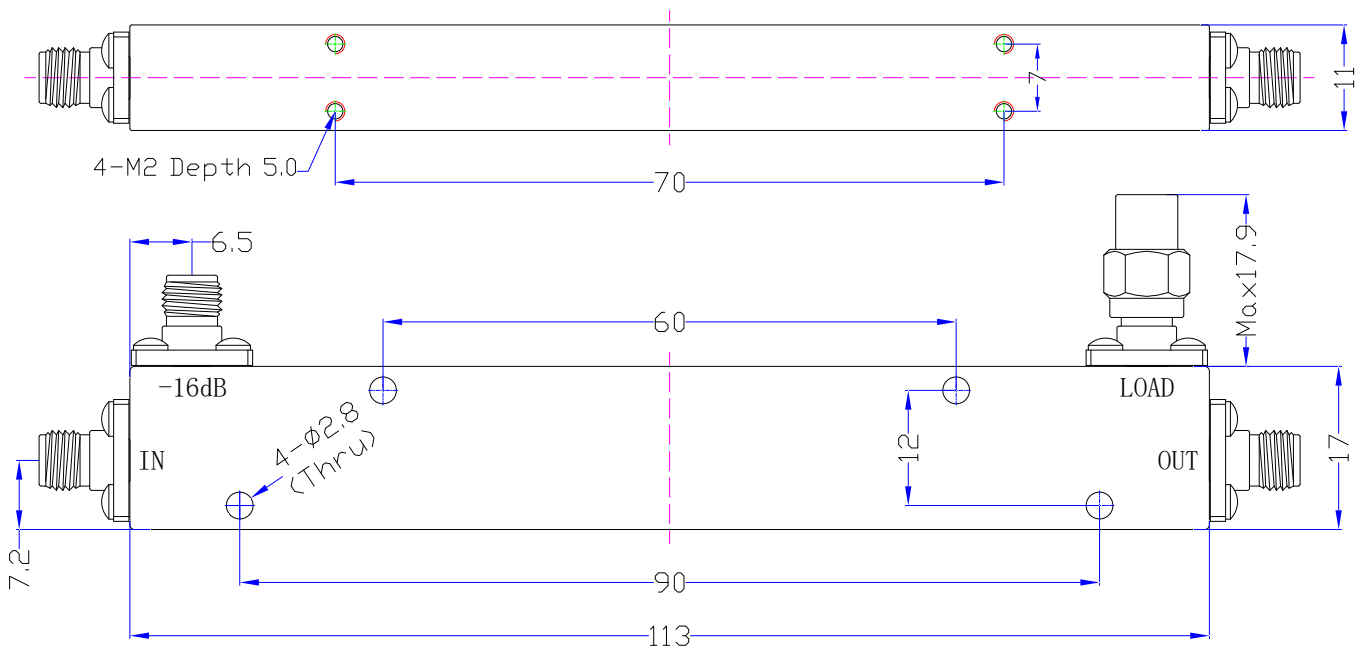 7
11
4-M2 Depth 5.0
70
6.5
Max17.9
60
-16dB
LOAD
4-Ø2.8
(Thru)
12
17
IN
OUT
7.2
90
113